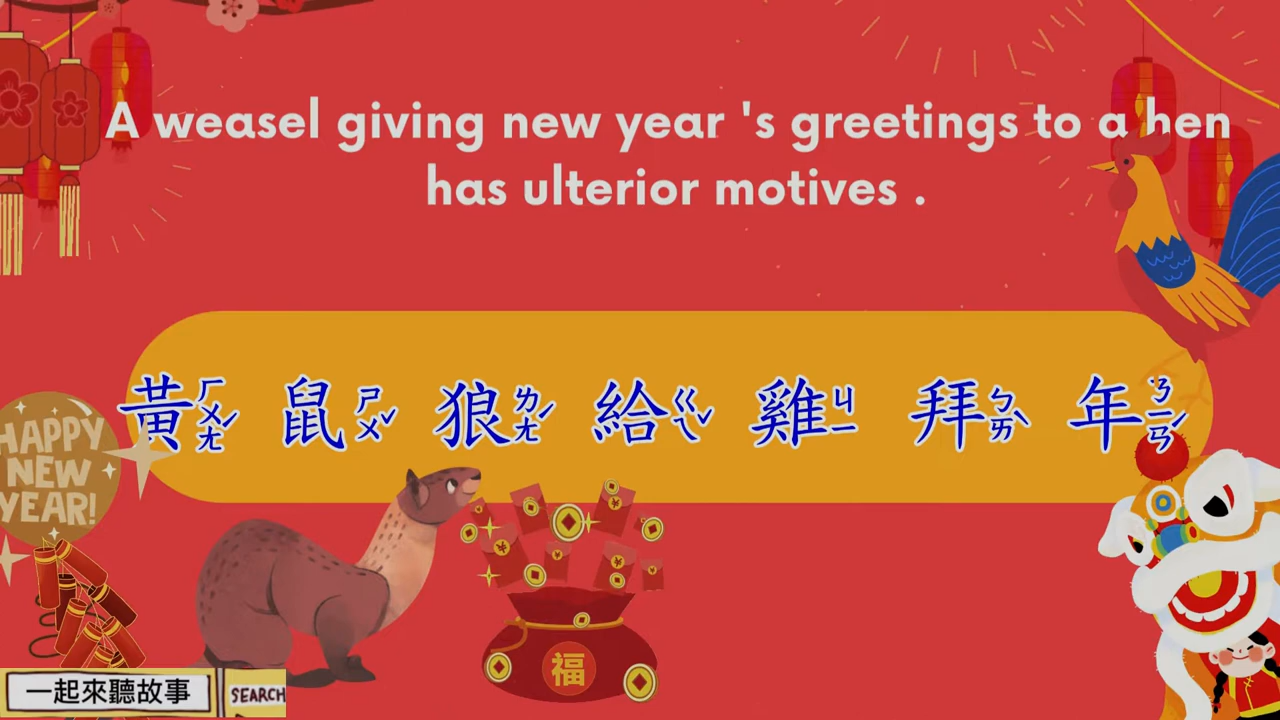 A weasel giving new year 's greetings to a hen
has ulterior motives .
黃ㄏㄨㄤˊ鼠ㄕㄨˇ狼ㄌㄤˊ給ㄍㄟˇ雞ㄐㄧ拜ㄅㄞˋ年ㄋㄧㄢˊ
HAPPY
NEW
YEAR!
福
一起來聽故事 SEARCH